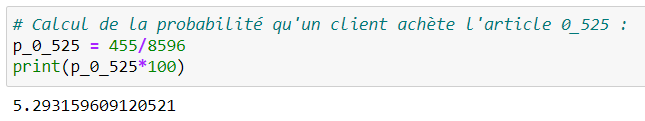 # Calcul de la probabilité qu'un client achète l'article 0_525 :
p_0_525 = 455/8596
print(p_0_525*100)
5.293159609120521